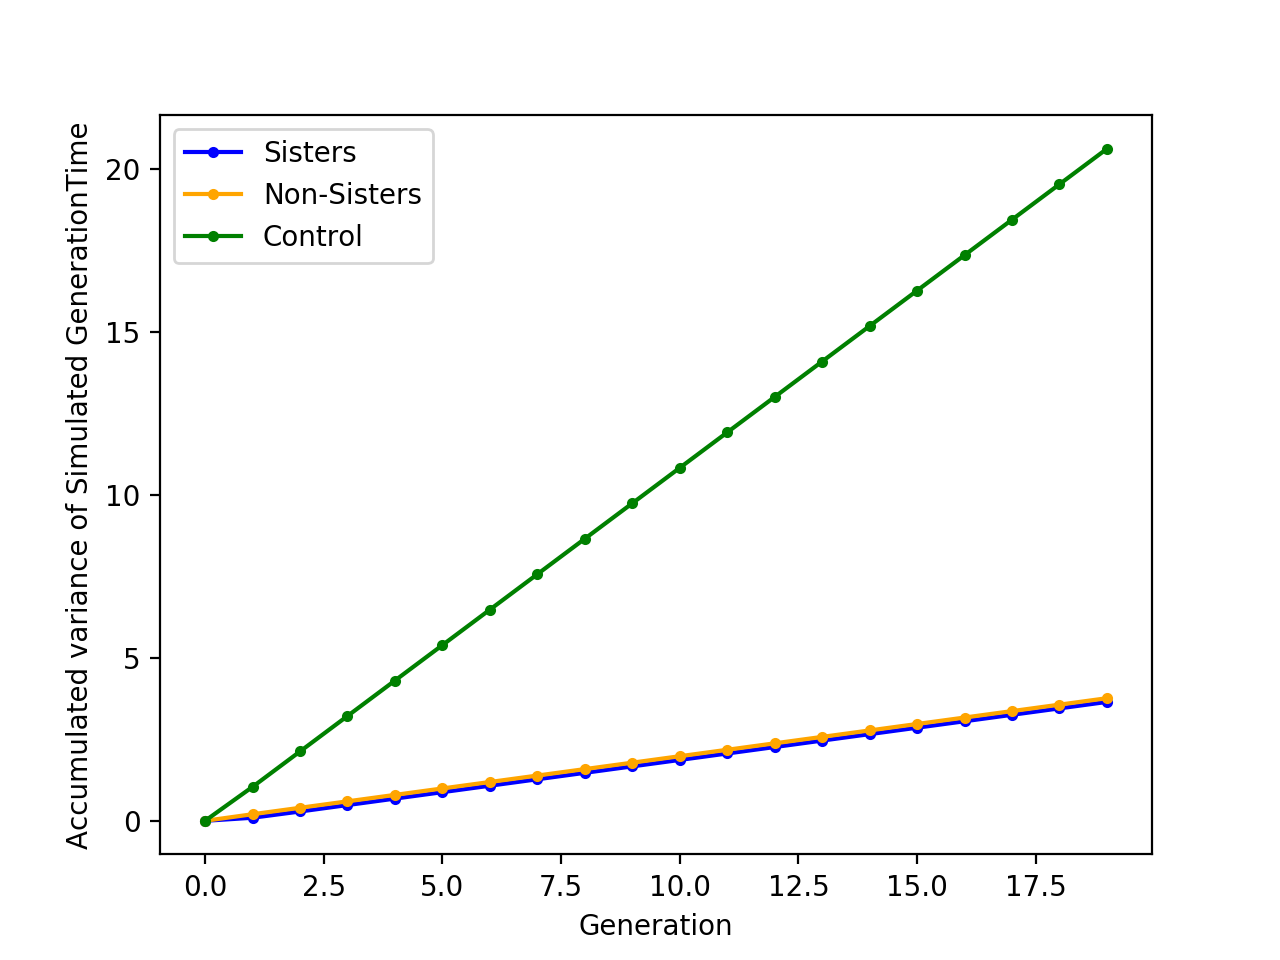 Accumulated variance of Simulated GenerationTime
20
15
10
5
0
Sisters
Non-Sisters
Control
0.0 2.5 5.0 7.5 10.0 12.5 15.0 17.5
Generation